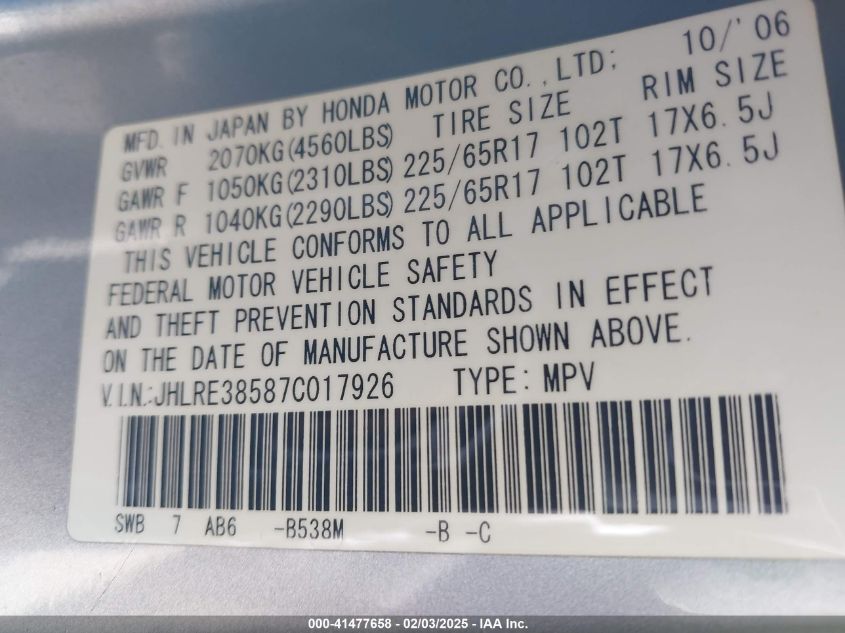 MFD. IN JAPAN BY HONDA MOTOR CO., LTD; 10/'06
GVWR 2070KG(4560LBS) TIRE SIZE RIM SIZE
GAWR F 1050KG(2310LBS) 225/65R17 102T 17X6.5J
GAWR R 1040KG(2290LBS) 225/65R17 102T 17X6.5J
THIS VEHICLE CONFORMS TO ALL APPLICABLE
FEDERAL MOTOR VEHICLE SAFETY
AND THEFT PREVENTION STANDARDS IN EFFECT
ON THE DATE OF MANUFACTURE SHOWN ABOVE.
V.I.N.:JHLRE38587C017926 TYPE: MPV
SWB 7 AB6 -B538M -B -C
000-41477658 - 02/03/2025 - IAA Inc.